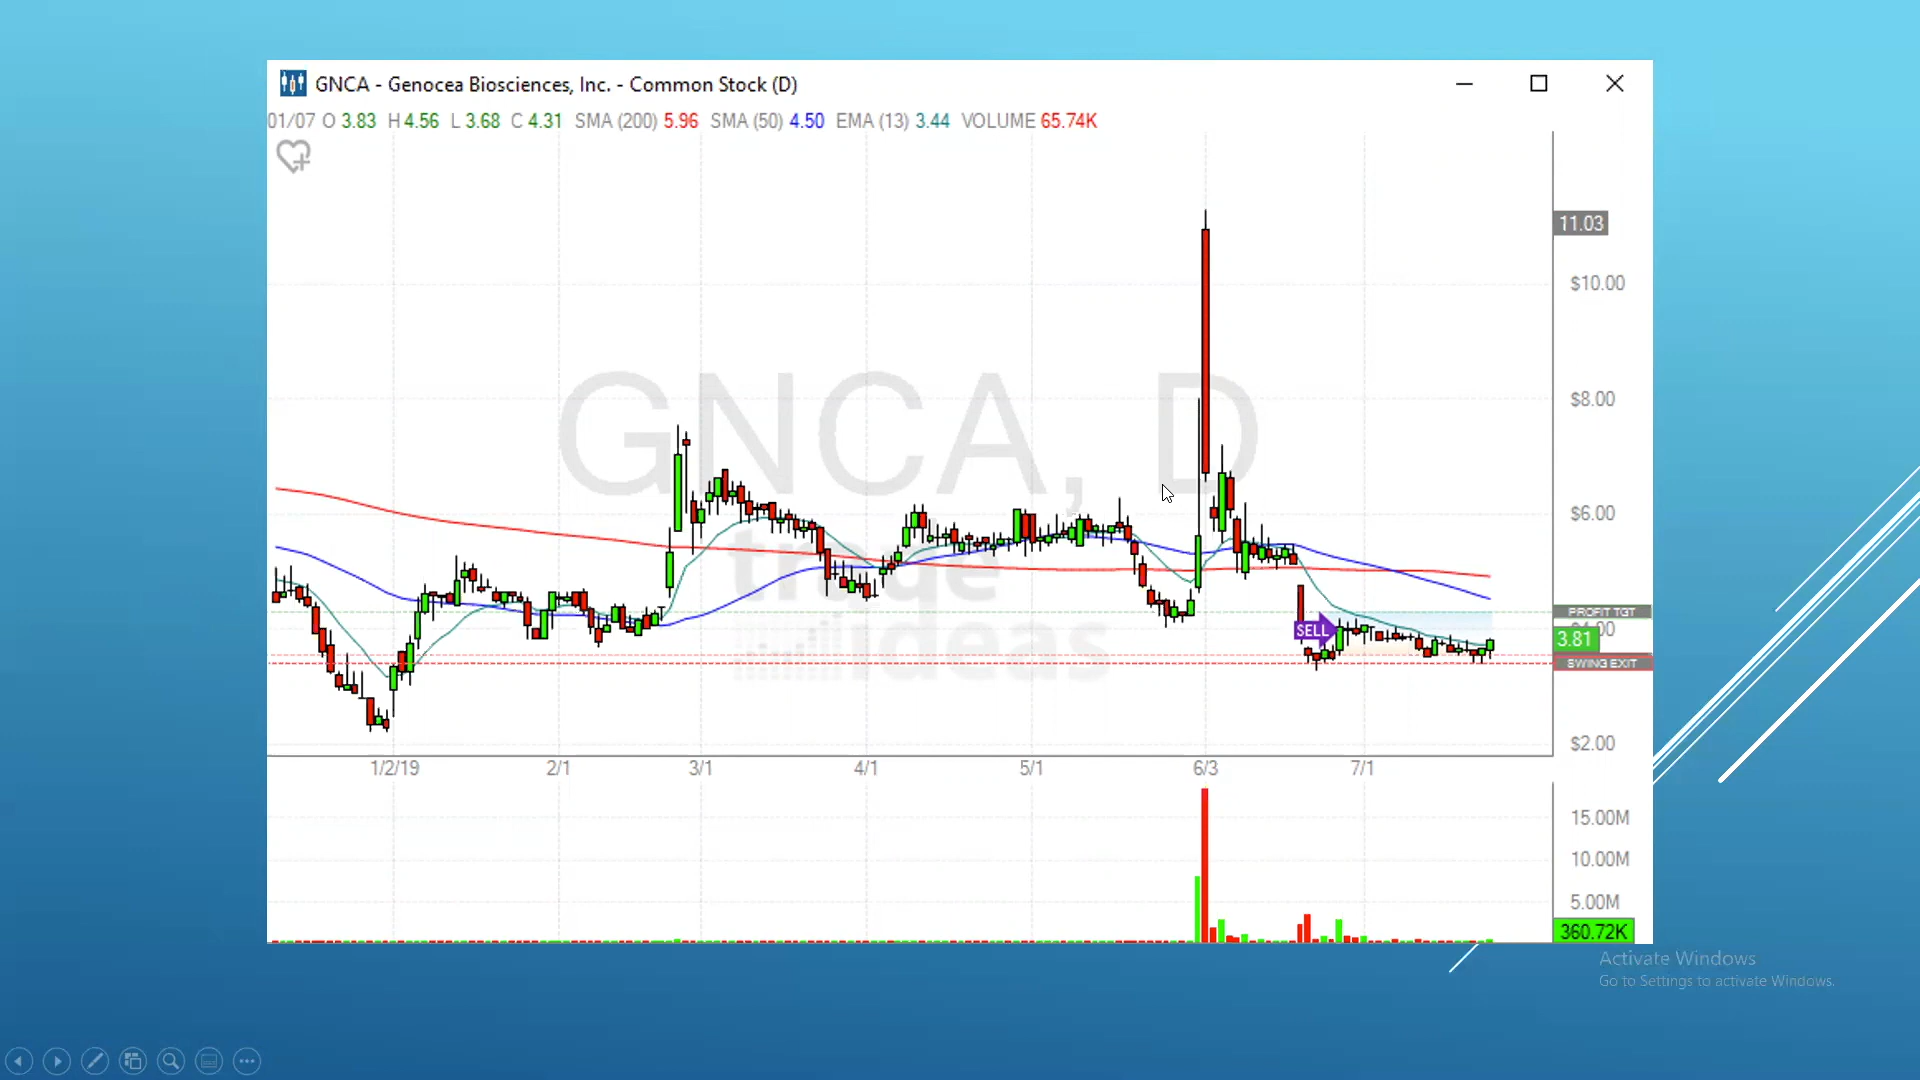 GNCA - Genocea Biosciences, Inc. - Common Stock (D)
01/07 O 3.83 H 4.56 L 3.68 C 4.31 SMA (200) 5.96 SMA (50) 4.50 EMA (13) 3.44 VOLUME 65.74K
GNCA, D
trade
ideas
11.03
$10.00
$8.00
$6.00
PROFIT TGT
SELL
3.81
SWING EXIT
$2.00
1/2/19 2/1 3/1 4/1 5/1 6/3 7/1
15.00M
10.00M
5.00M
360.72K
Activate Windows
Go to Settings to activate Windows.